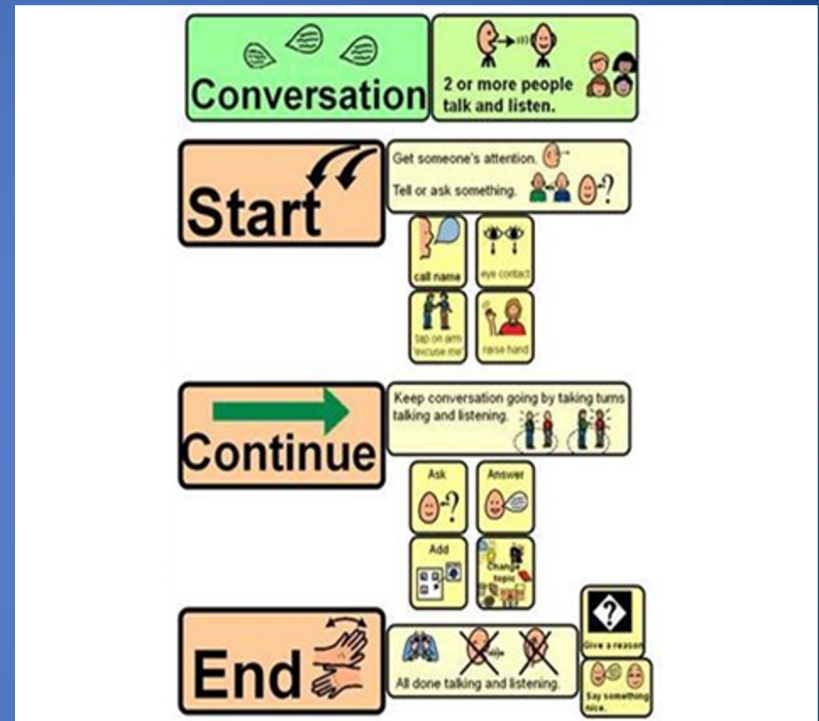 Conversation
2 or more people
talk and listen.
Start
Get someone's attention.
Tell or ask something.
?
call name
eye contact
tap on arm
'excuse me'
raise hand
Continue
Keep conversation going by taking turns
talking and listening.
Ask
?
Answer
Add
Change
topic
End
All done talking and listening.
?
Give a reason
Say something
nice.